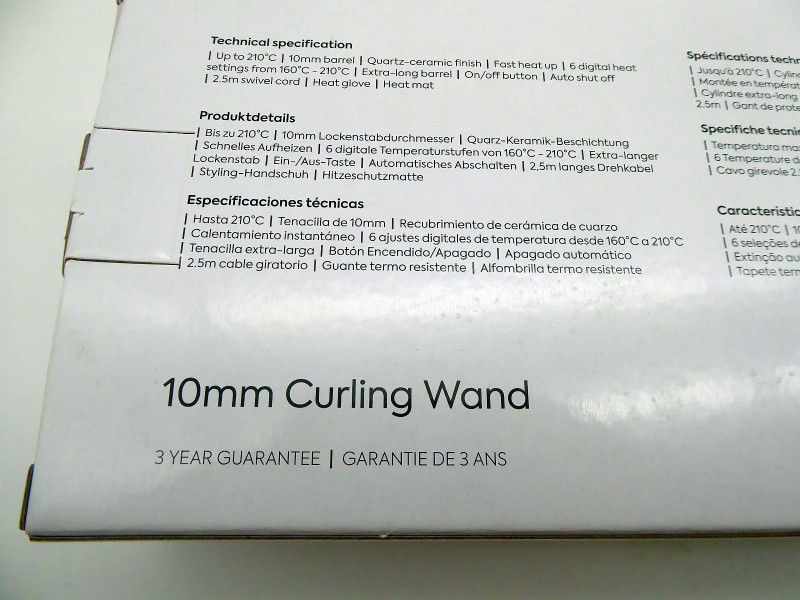 Technical specification
| Up to 210°C | 10mm barrel | Quartz-ceramic finish | Fast heat up | 6 digital heat
settings from 160°C - 210°C | Extra-long barrel | On/off button | Auto shut off
| 2.5m swivel cord | Heat glove | Heat mat
Produktdetails
| Bis zu 210°C | 10mm Lockenstabdurchmesser | Quarz-Keramik-Beschichtung
| Schnelles Aufheizen | 6 digitale Temperaturstufen von 160°C - 210°C | Extra-langer
Lockenstab | Ein-/Aus-Taste | Automatisches Abschalten | 2,5m langes Drehkabel
| Styling-Handschuh | Hitzeschutzmatte
Especificaciones técnicas
| Hasta 210°C | Tenacilla de 10mm | Recubrimiento de cerámica de cuarzo
| Calentamiento instantáneo | 6 ajustes digitales de temperatura desde 160°C a 210°C
| Tenacilla extra-larga | Botón Encendido/Apagado | Apagado automático
| 2.5m cable giratorio | Guante termo resistente | Alfombrilla termo resistente
Spécifications
| Jusqu'à 210°C |
| Montée en
| Cylindre extra-long
2.5m | Gant de
Specifiche
| Temperatura
| 6 Temperature
| Cavo girevole
| Até 210°C |
| 6 seleções
| Extinção
| Tapete
10mm Curling Wand
3 YEAR GUARANTEE | GARANTIE DE 3 ANS